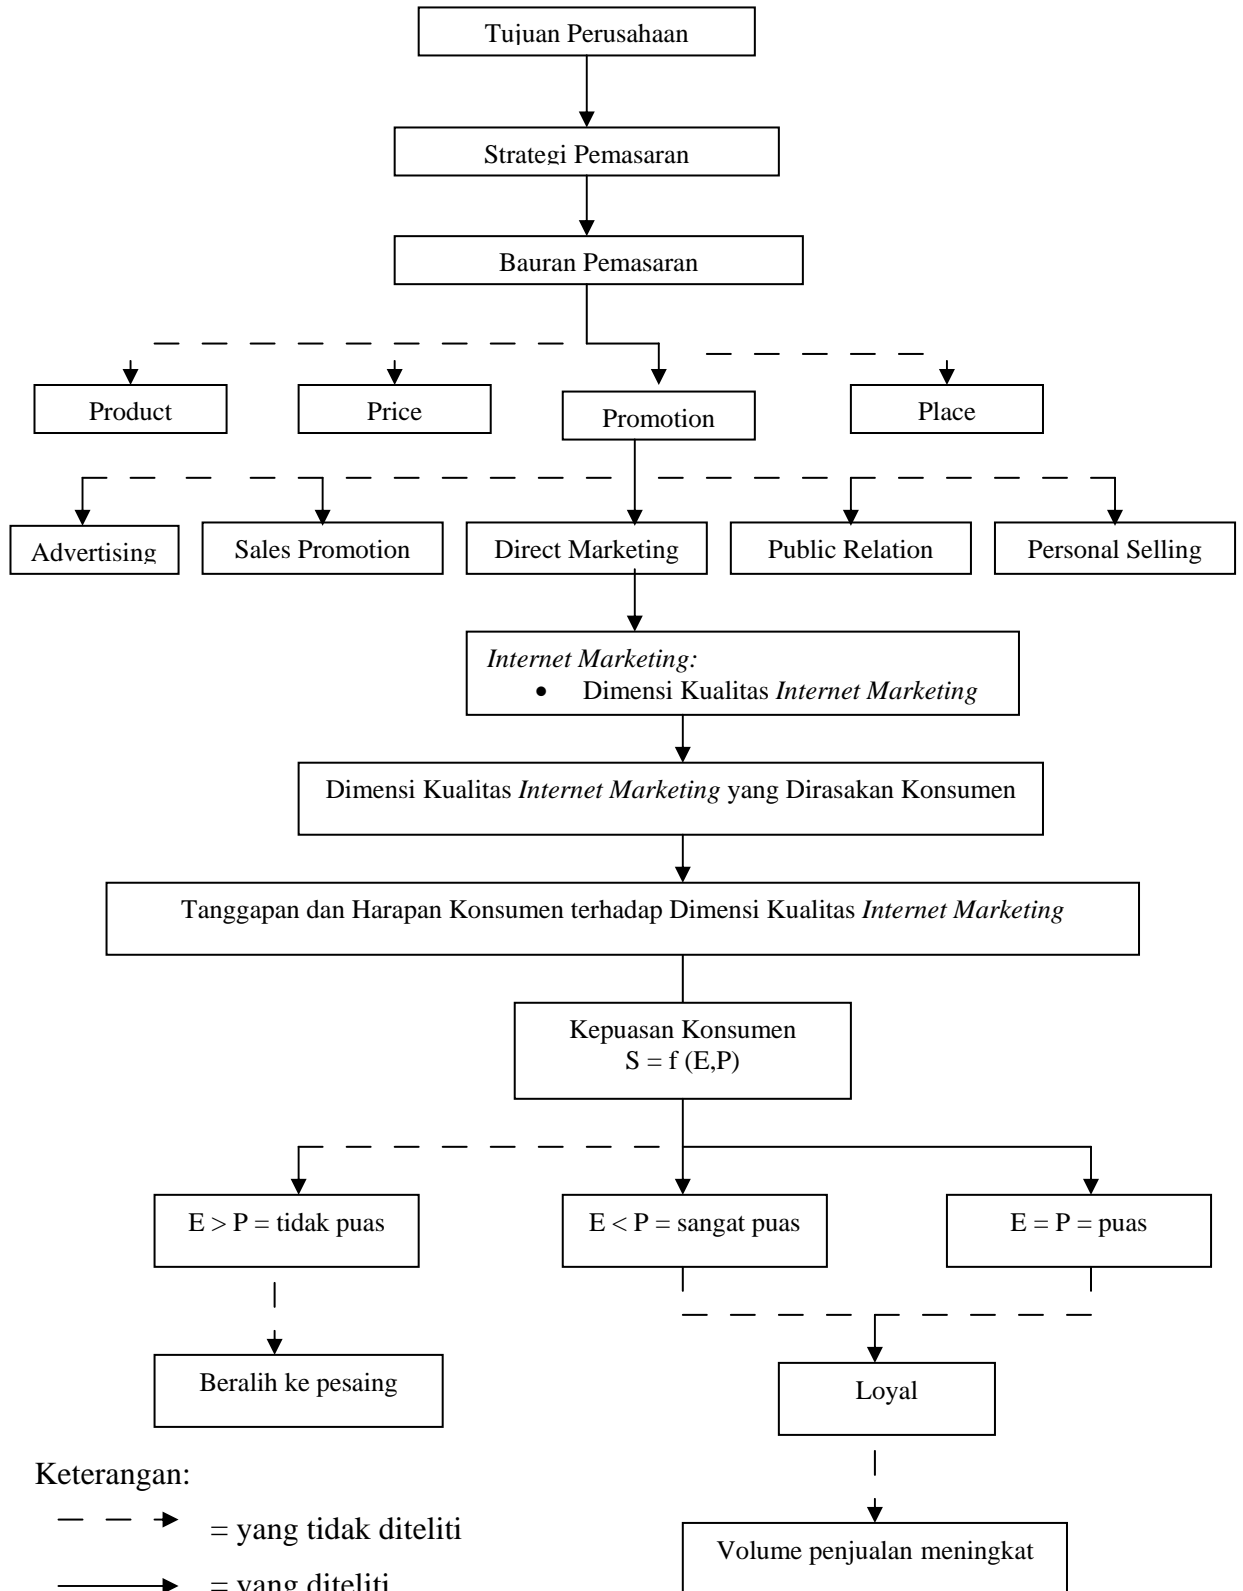 Tujuan Perusahaan
Strategi Pemasaran
Bauran Pemasaran
Product
Price
Promotion
Place
Advertising
Sales Promotion
Direct Marketing
Public Relation
Personal Selling
Internet Marketing:
• Dimensi Kualitas Internet Marketing
Dimensi Kualitas Internet Marketing yang Dirasakan Konsumen
Tanggapan dan Harapan Konsumen terhadap Dimensi Kualitas Internet Marketing
Kepuasan Konsumen
S = f (E,P)
E > P = tidak puas
E < P = sangat puas
E = P = puas
Beralih ke pesaing
Loyal
Volume penjualan meningkat
Keterangan:
= yang tidak diteliti
= yang diteliti